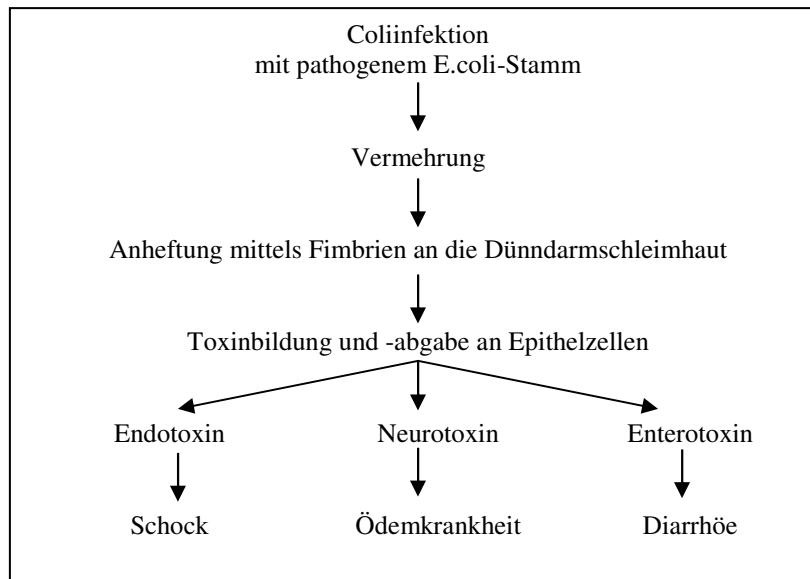 Coliinfektion
mit pathogenem E.coli-Stamm
Vermehrung
Anheftung mittels Fimbrien an die Dünndarmschleimhaut
Toxinbildung und -abgabe an Epithelzellen
Endotoxin Neurotoxin Enterotoxin
Schock Ödemkrankheit Diarrhöe